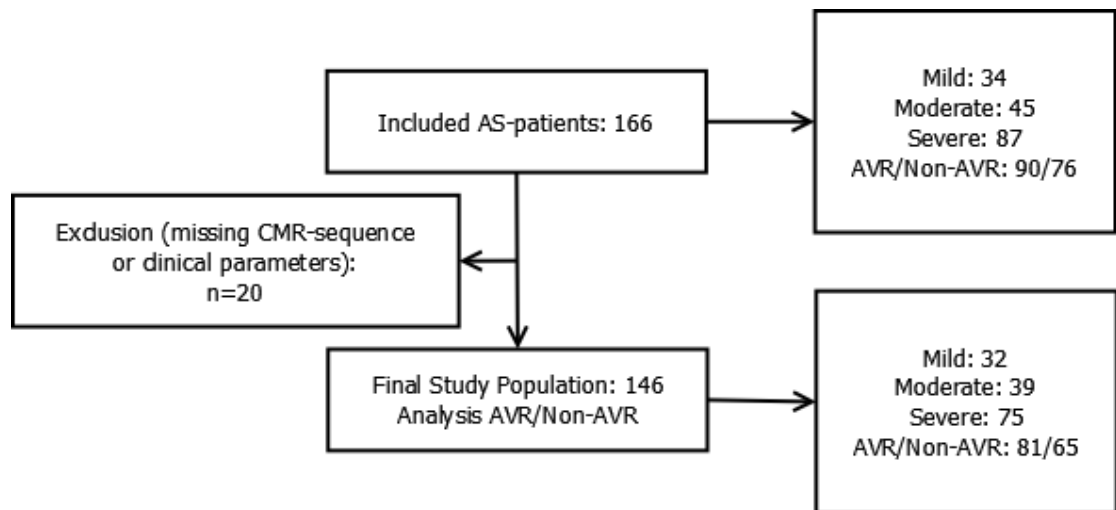 Included AS-patients: 166
Mild: 34
Moderate: 45
Severe: 87
AVR/Non-AVR: 90/76
Exclusion (missing CMR-sequence
or clinical parameters):
n=20
Final Study Population: 146
Analysis AVR/Non-AVR
Mild: 32
Moderate: 39
Severe: 75
AVR/Non-AVR: 81/65